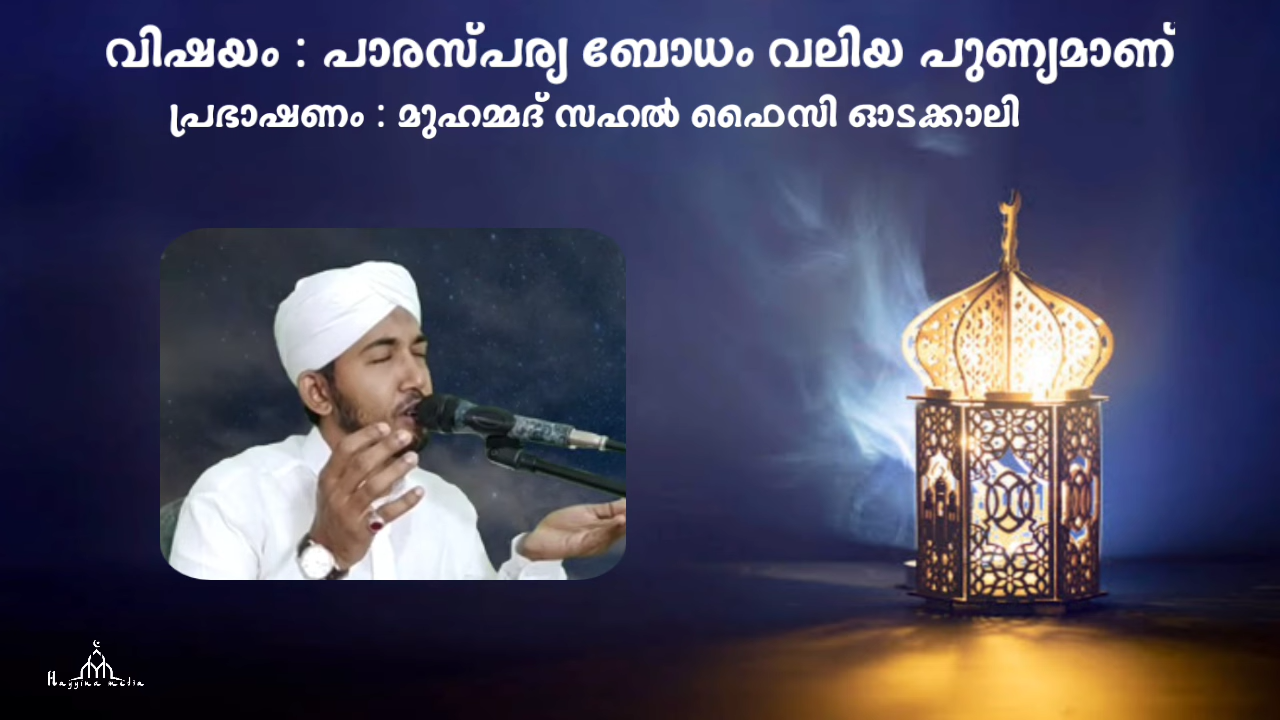 വിഷയം : പാരസ്പര്യ ബോധം വലിയ പുണ്യമാണ്
പ്രഭാഷണം : മുഹമ്മദ് സഹൽ ഫൈസി ഓടക്കാലി